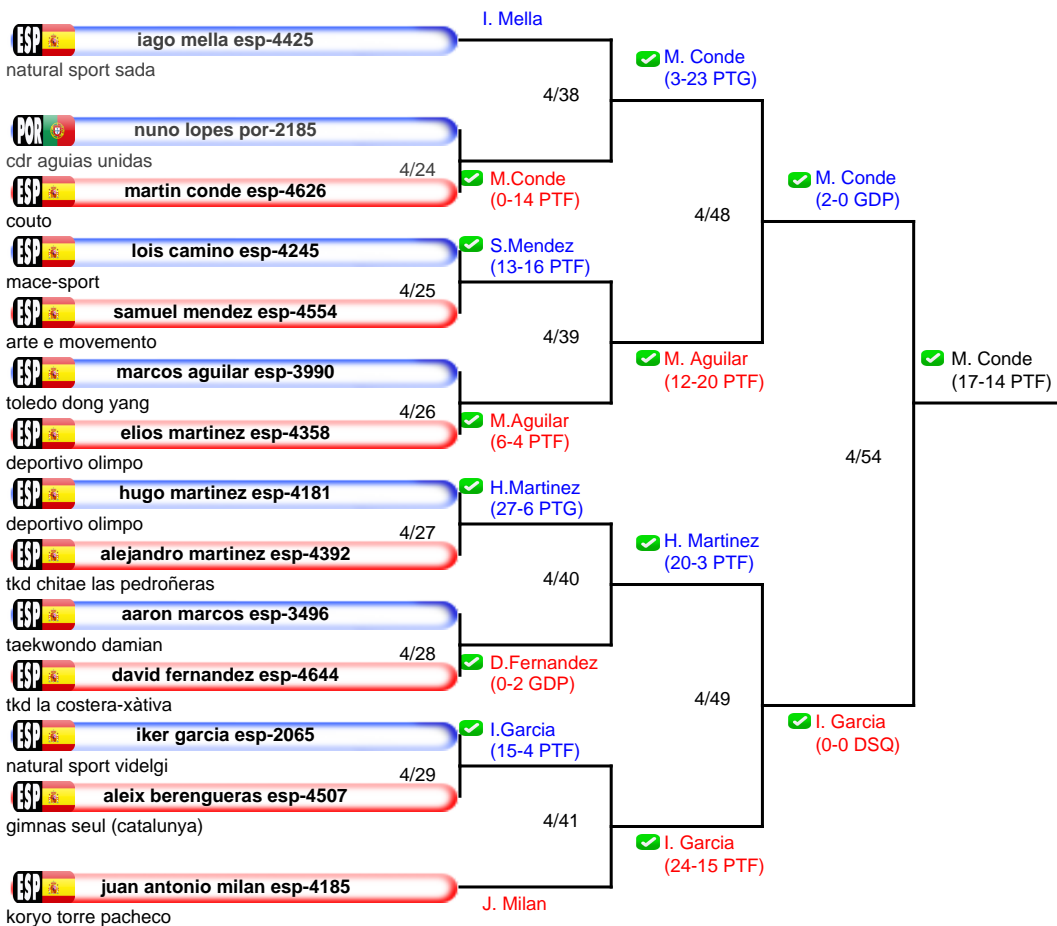 I. Mella
ESP iago mella esp-4425
natural sport sada
M. Conde
(3-23 PTG)
4/38
POR nuno lopes por-2185
cdr aguias unidas
4/24
M.Conde
(0-14 PTF)
ESP martin conde esp-4626
couto
M. Conde
(2-0 GDP)
4/48
ESP lois camino esp-4245
mace-sport
S.Mendez
(13-16 PTF)
4/25
ESP samuel mendez esp-4554
arte e movemento
4/39
M. Aguilar
(12-20 PTF)
ESP marcos aguilar esp-3990
toledo dong yang
4/26
M.Aguilar
(6-4 PTF)
ESP elios martinez esp-4358
deportivo olimpo
M. Conde
(17-14 PTF)
4/54
ESP hugo martinez esp-4181
deportivo olimpo
H.Martinez
(27-6 PTG)
4/27
ESP alejandro martinez esp-4392
tkd chitae las pedroñeras
H. Martinez
(20-3 PTF)
4/40
ESP aaron marcos esp-3496
taekwondo damian
4/28
D.Fernandez
(0-2 GDP)
ESP david fernandez esp-4644
tkd la costera-xàtiva
4/49
I. Garcia
(0-0 DSQ)
ESP iker garcia esp-2065
natural sport videlgi
I.Garcia
(15-4 PTF)
4/29
ESP aleix berengueras esp-4507
gimnas seul (catalunya)
4/41
I. Garcia
(24-15 PTF)
ESP juan antonio milan esp-4185
koryo torre pacheco
J. Milan